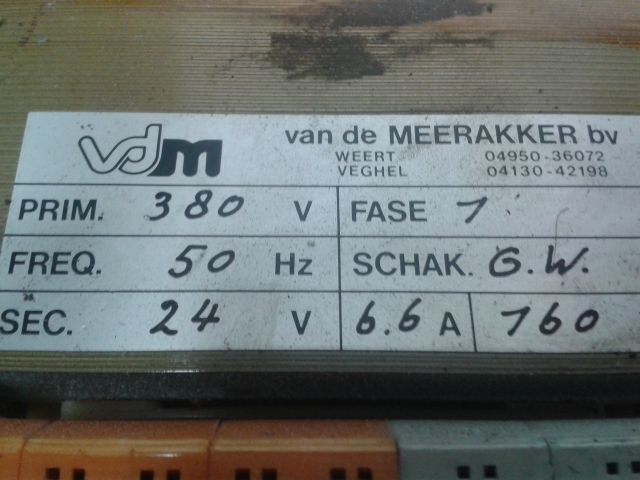 vdm van de MEERAKKER bv
WEERT 04950-36072
VEGHEL 04130-42198
PRIM. 380 V FASE 1
FREQ. 50 Hz SCHAK. G.W.
SEC. 24 V 6.6 A 160